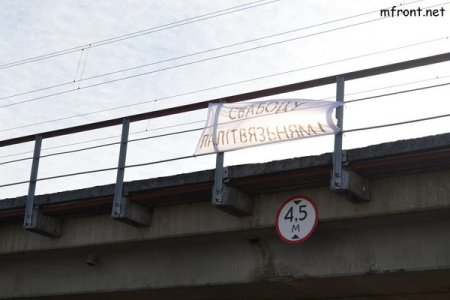 mfront.net
СВАБОДУ
ПАЛІТВЯЗЬНЯМ!
4,5
М